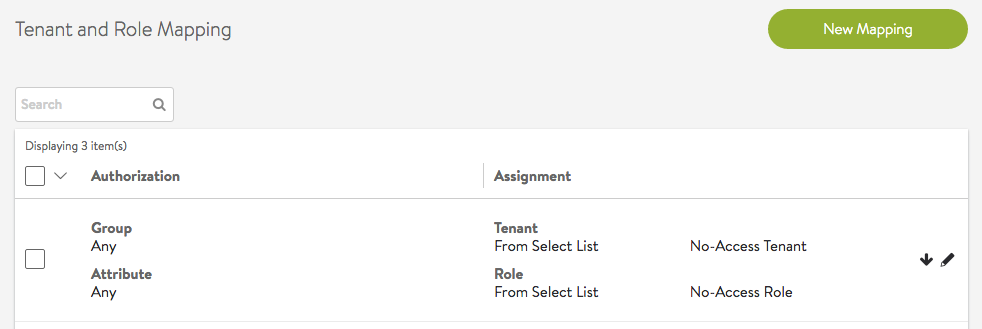 Tenant and Role Mapping
New Mapping
Search
Displaying 3 item(s)
Authorization Assignment
Group Tenant
Any From Select List No-Access Tenant
Attribute Role
Any From Select List No-Access Role